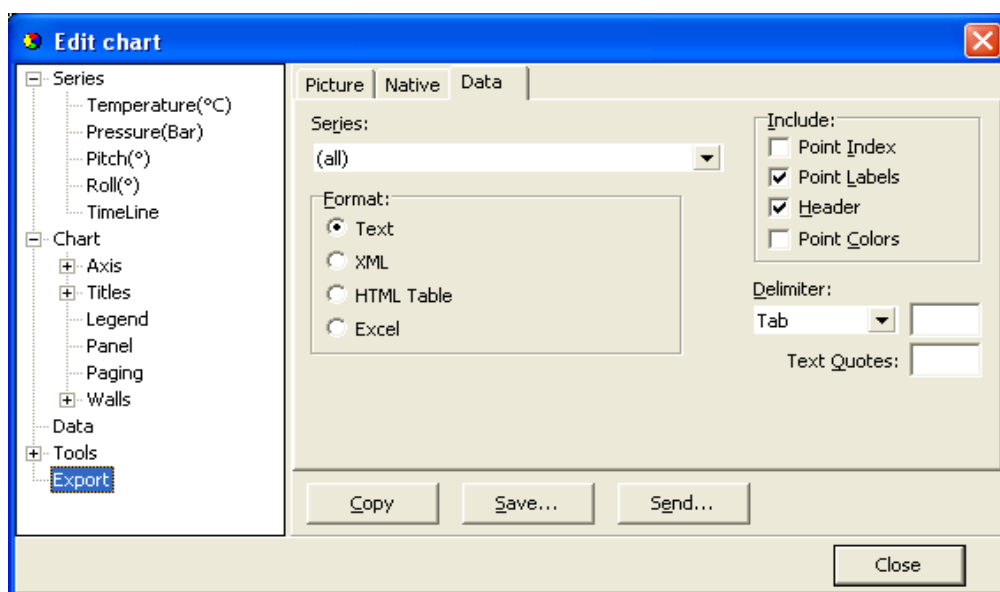 Edit chart
Series
Temperature(°C)
Pressure(Bar)
Pitch(°)
Roll(°)
TimeLine
Chart
Axis
Titles
Legend
Panel
Paging
Walls
Data
Tools
Export
Picture Native Data
Series:
(all)
Format:
Text
XML
HTML Table
Excel
Include:
Point Index
Point Labels
Header
Point Colors
Delimiter:
Tab
Text Quotes:
Copy Save... Send...
Close